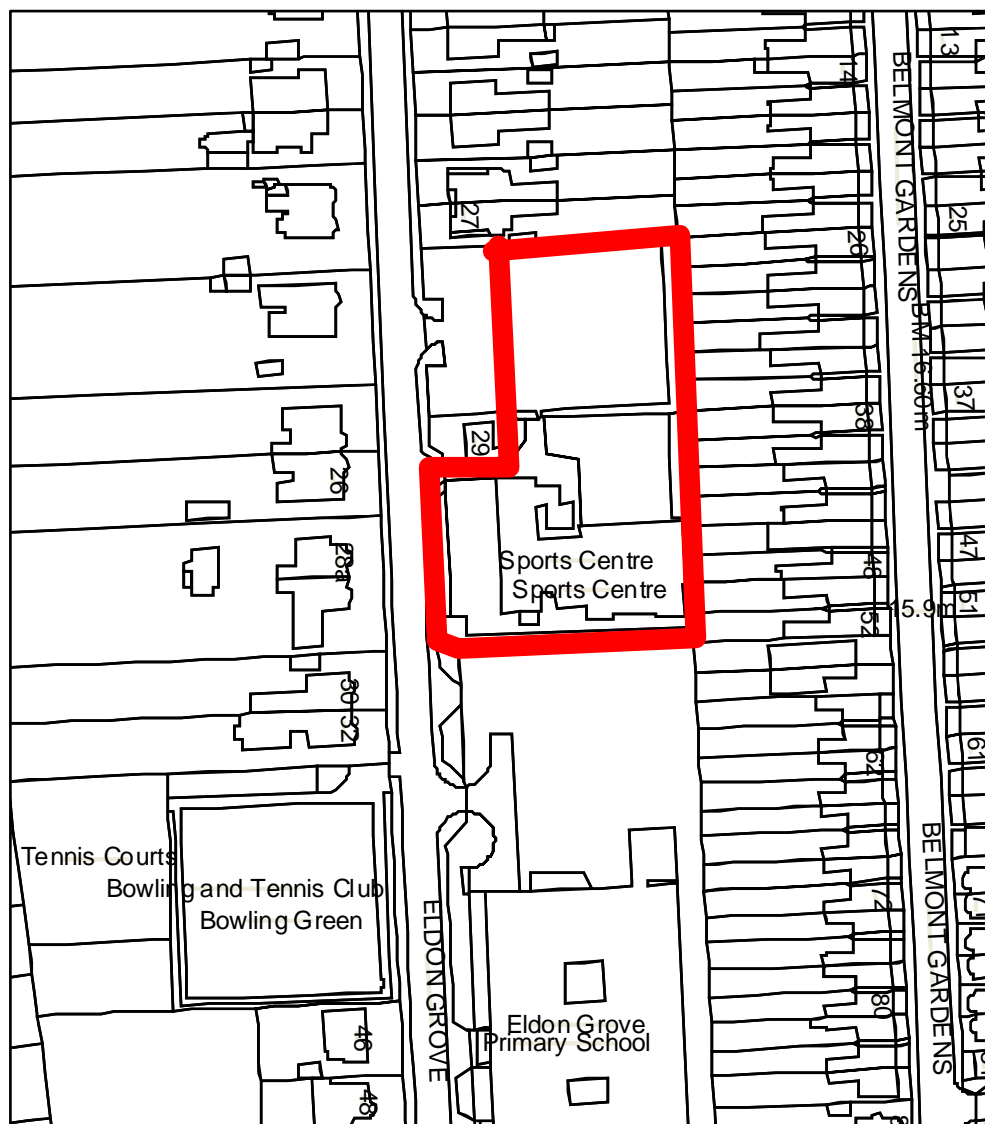 13
14
BELMONT GARDENS
27
25
26
BM 16.60m
37
38
29
26
28a
47
46
Sports Centre
Sports Centre
51
15.9m
52
30-32
61
62
BELMONT GARDENS
Tennis Courts
Bowling and Tennis Club
Bowling Green
72
ELDON GROVE
80
Eldon Grove
Primary School
46
48